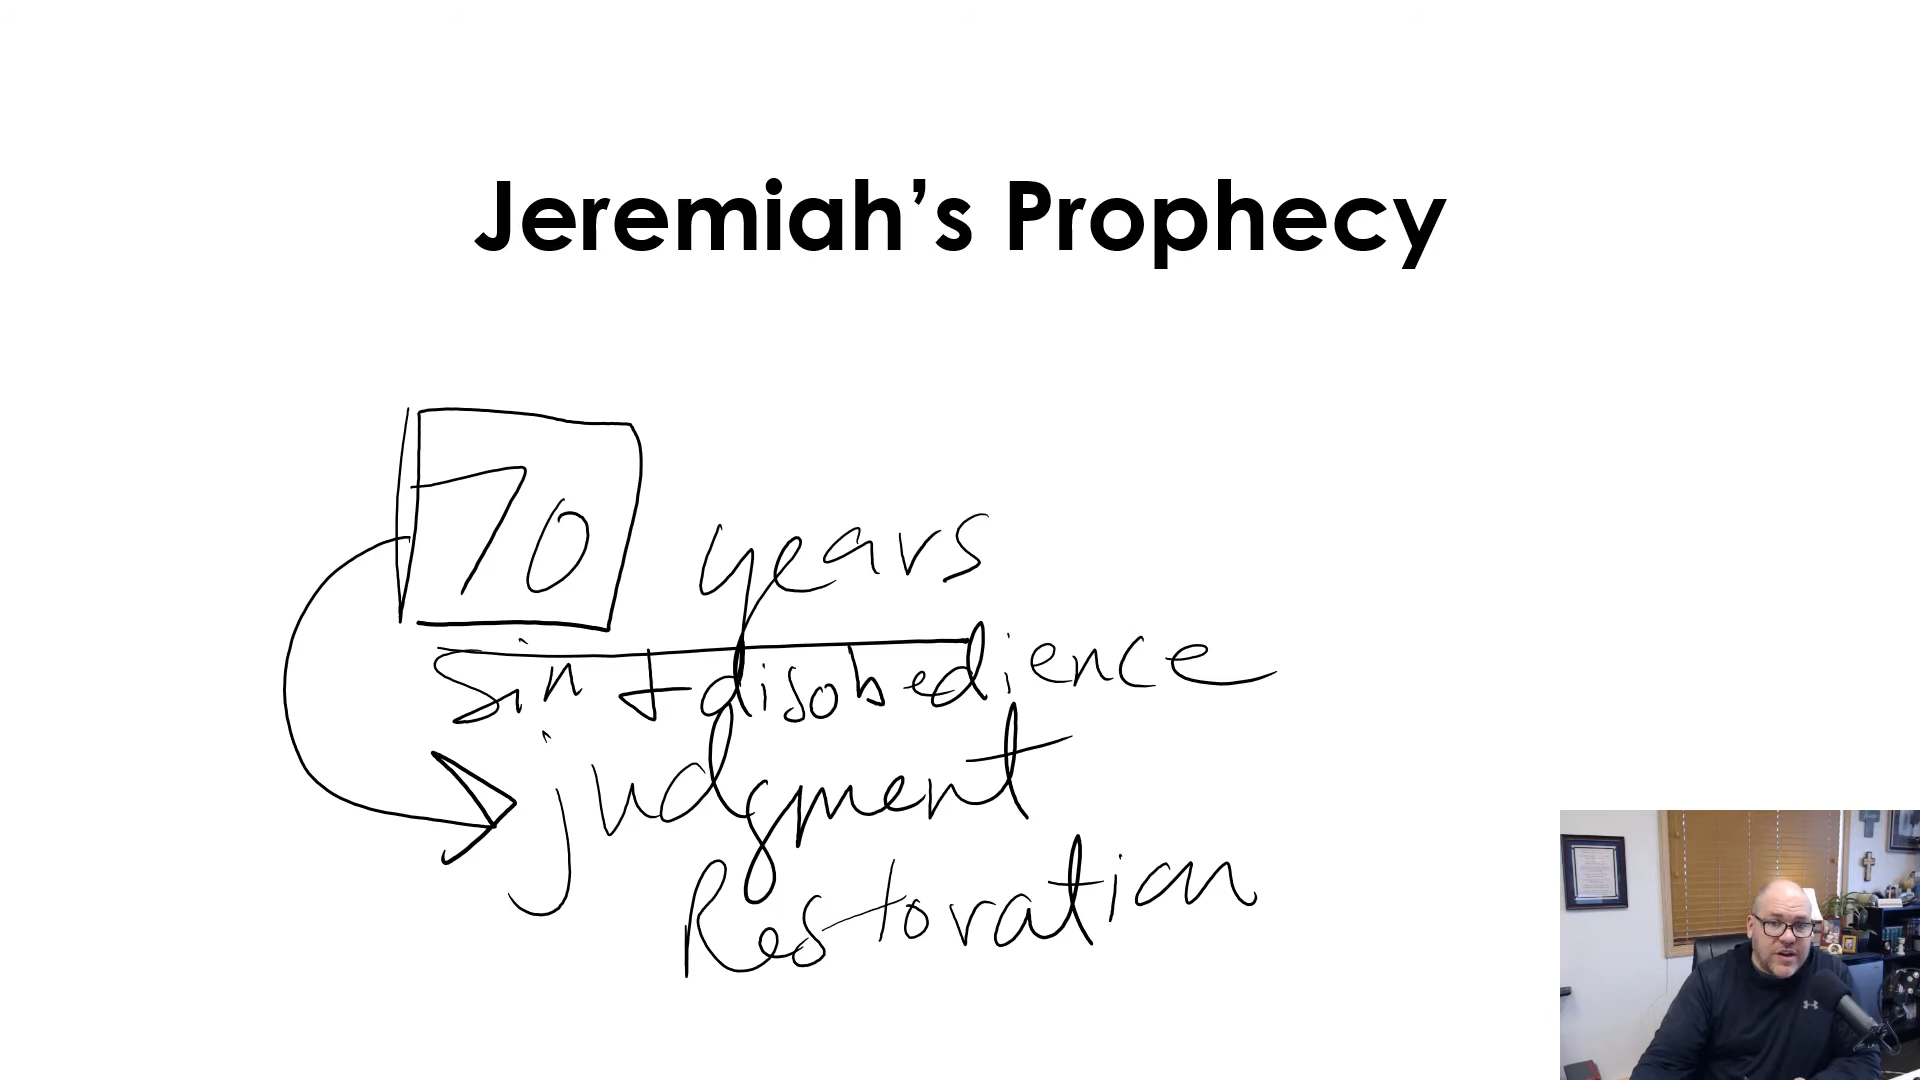 Jeremiah’s Prophecy
70 years
sin + disobedience
judgment
Restoration